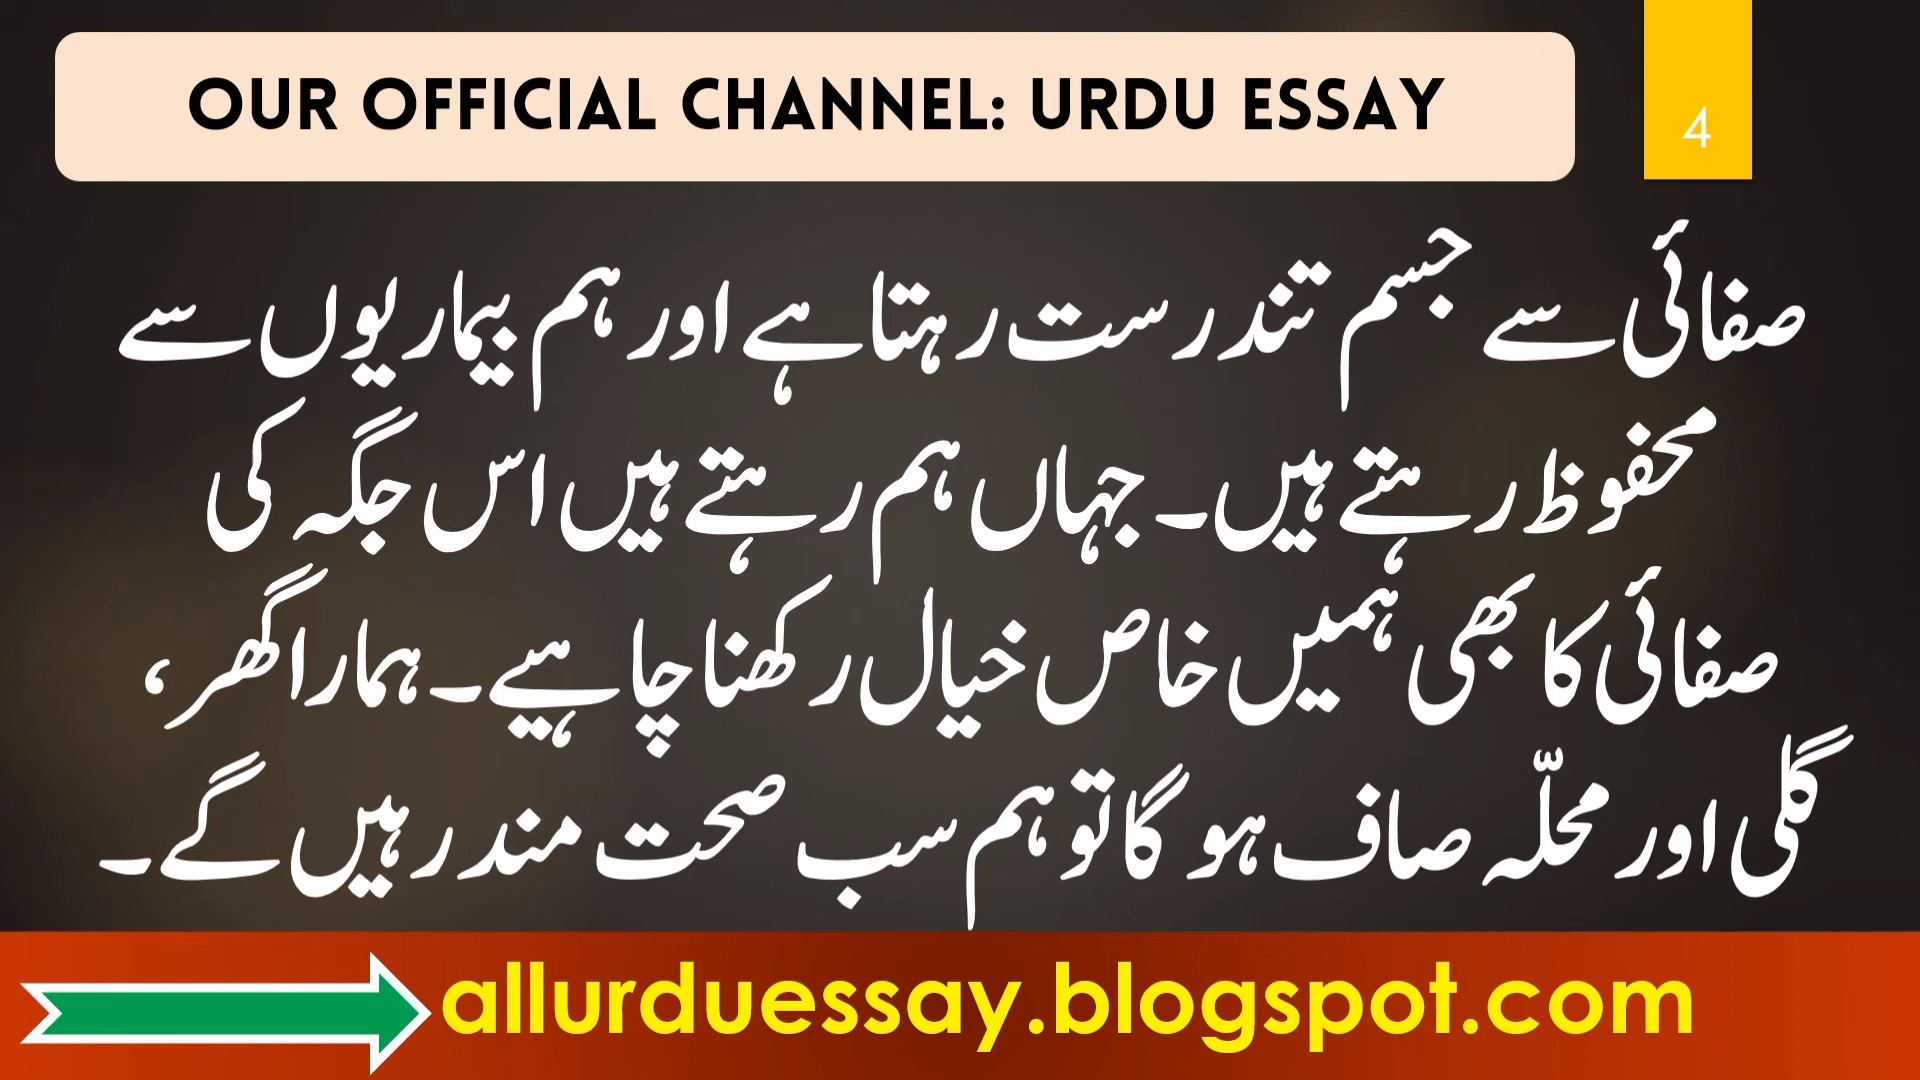 OUR OFFICIAL CHANNEL: URDU ESSAY
4
صفائی سے جسم تندرست رہتا ہے اور ہم بیماریوں سے
محفوظ رہتے ہیں۔ جہاں ہم رہتے ہیں اس جگہ کی
صفائی کا بھی ہمیں خاص خیال رکھنا چاہیے۔ ہمارا گھر،
گلی اور محلّہ صاف ہو گا تو ہم سب صحت مند رہیں گے۔
allurduessay.blogspot.com